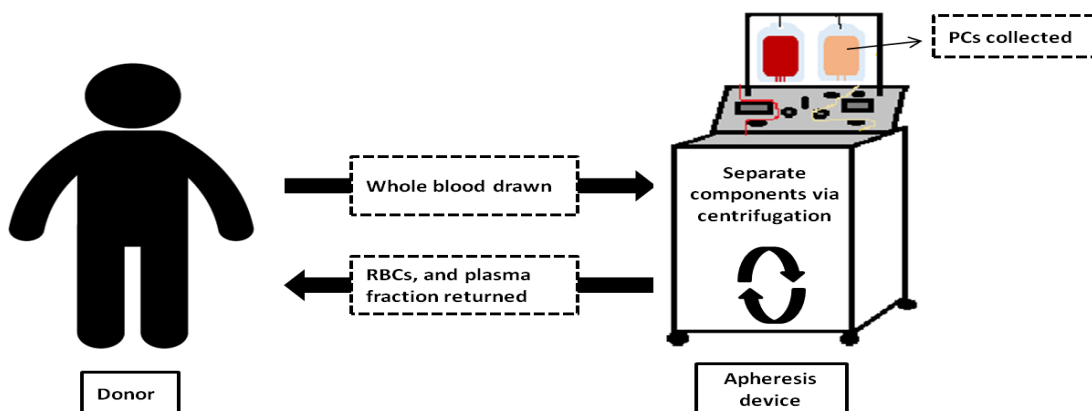 PCs collected
Whole blood drawn
Separate
components via
centrifugation
RBCs, and plasma
fraction returned
Donor
Apheresis
device